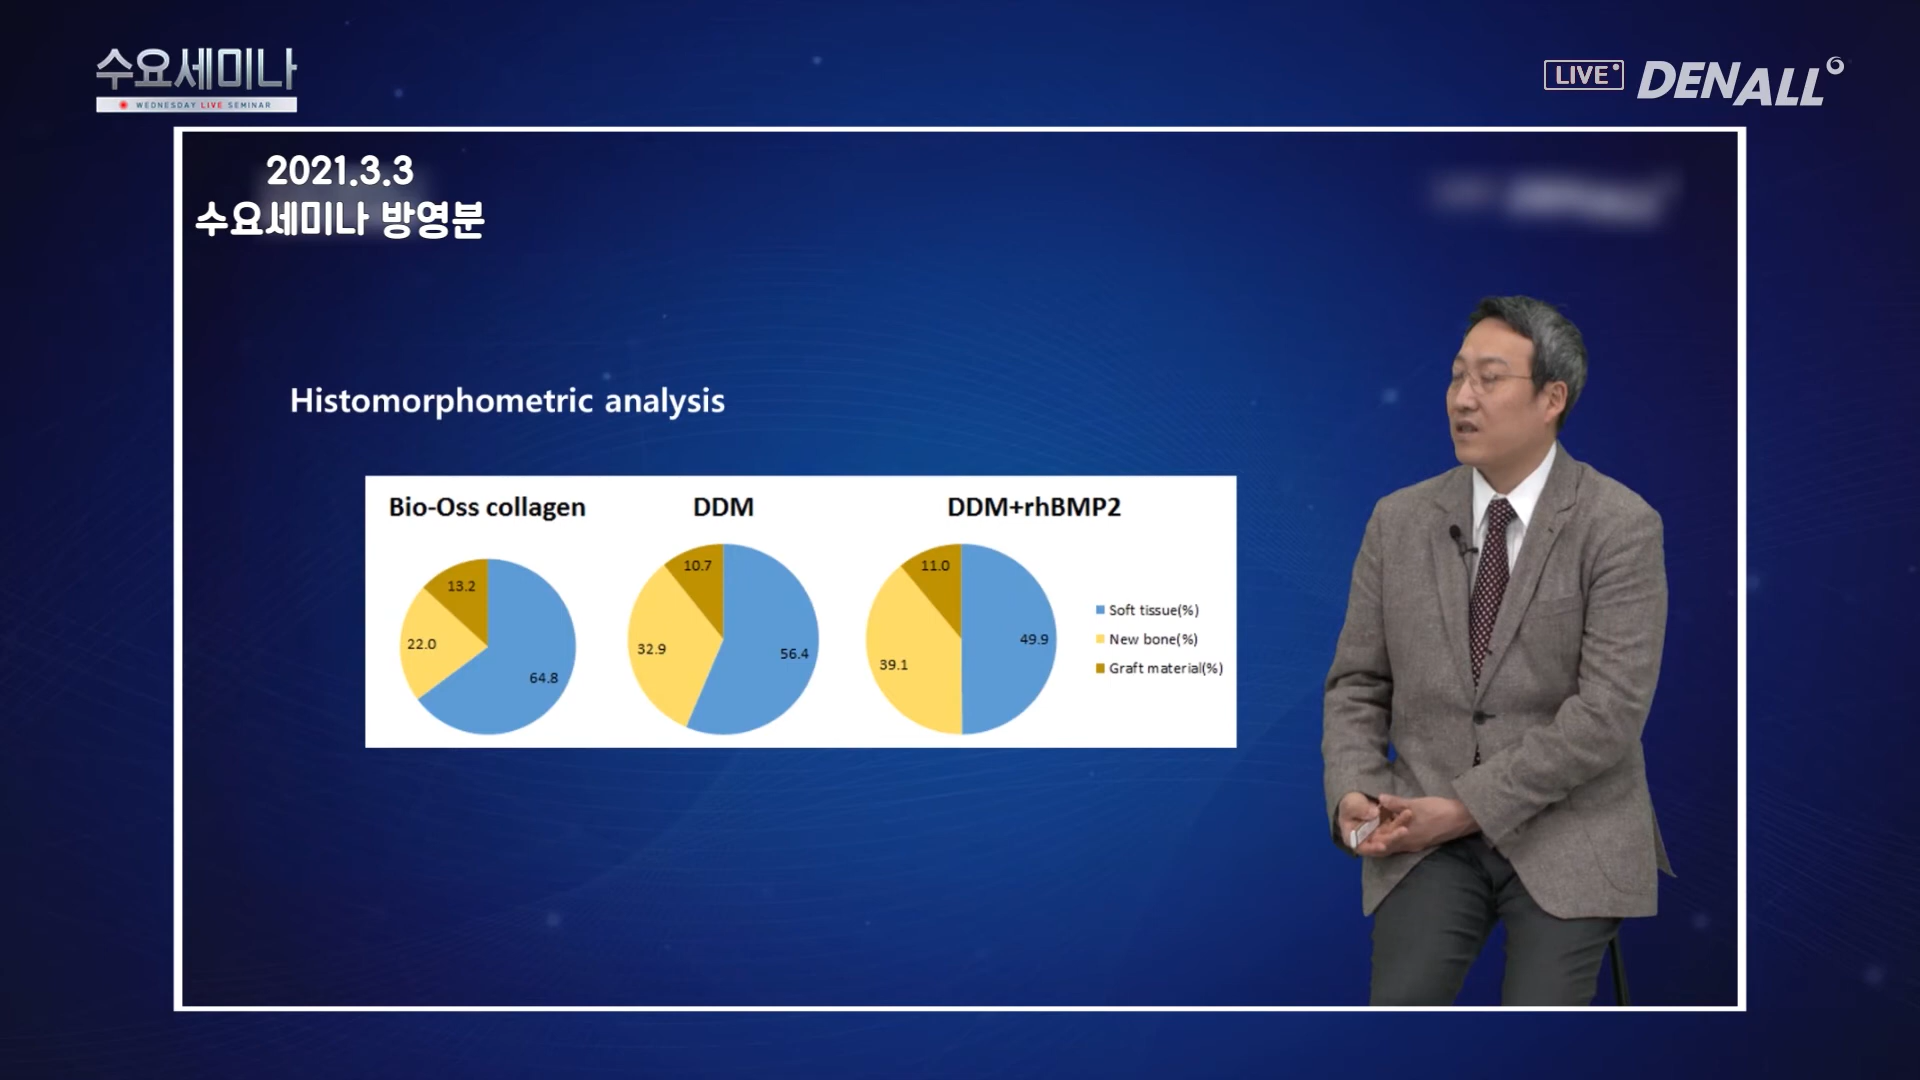 수요세미나
WEDNESDAY LIVE SEMINAR
LIVE
DENALL
2021.3.3
수요세미나 방영분
Histomorphometric analysis
Bio-Oss collagen
DDM
DDM+rhBMP2
13.2
22.0
64.8
10.7
32.9
56.4
11.0
39.1
49.9
Soft tissue(%)
New bone(%)
Graft material(%)